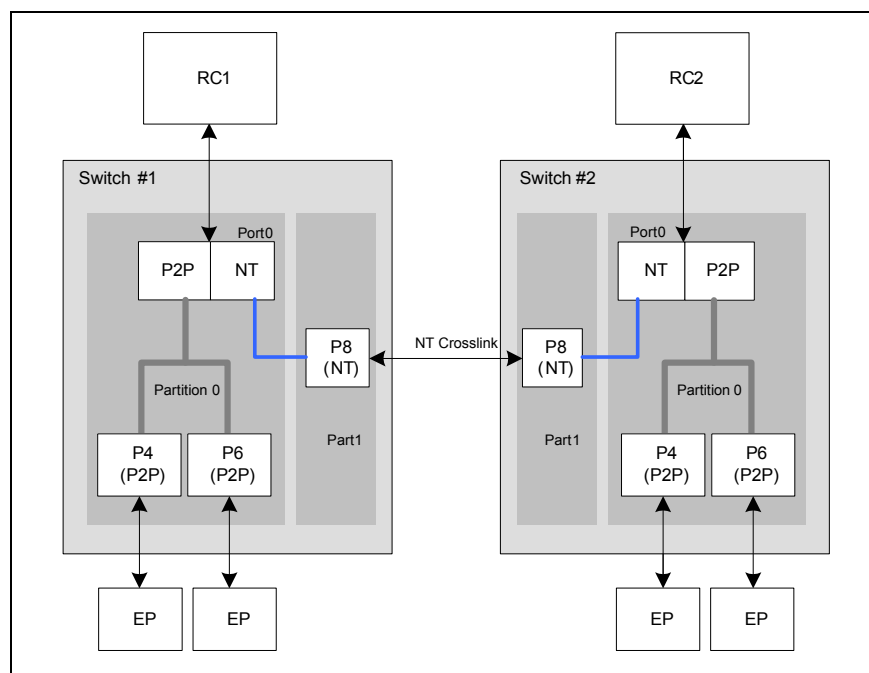 RC1
RC2
Switch #1
Switch #2
Port0
Port0
P2P
NT
NT
P2P
P8
(NT)
NT Crosslink
P8
(NT)
Partition 0
Partition 0
Part1
Part1
P4
(P2P)
P6
(P2P)
P4
(P2P)
P6
(P2P)
EP
EP
EP
EP